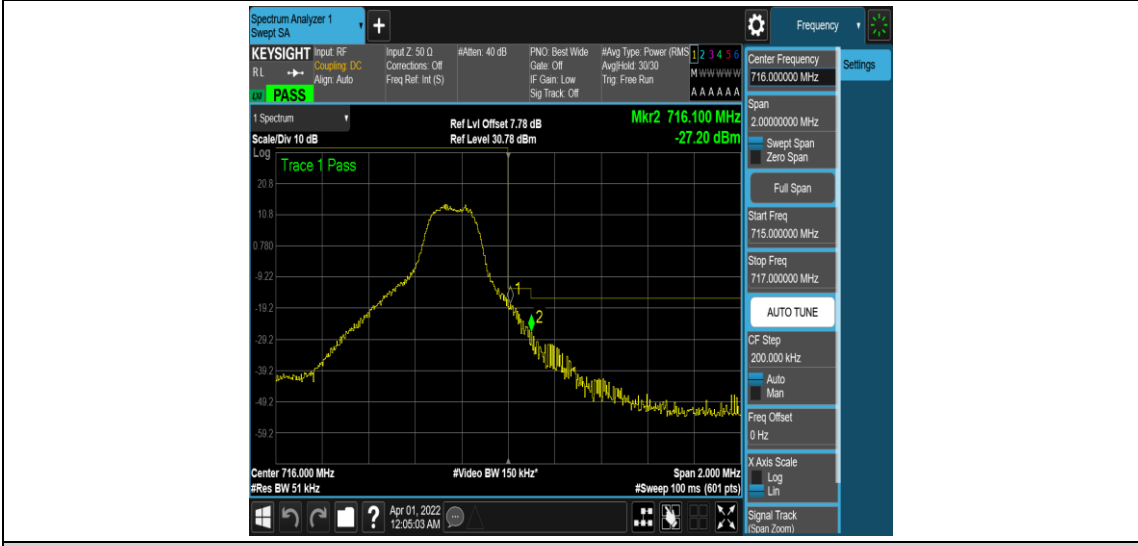 Spectrum Analyzer 1
Swept SA
Frequency
KEYSIGHT
R L
PASS
Input: RF
Coupling: DC
Align: Auto
Input Z: 50 Ω
Corrections: Off
Freq Ref: Int (S)
#Atten: 40 dB
PNO: Best Wide
Gate: Off
IF Gain: Low
Sig Track: Off
#Avg Type: Power (RMS
Avg|Hold: 30/30
Trig: Free Run
1 2 3 4 5 6
M W W W W W
A A A A A A
1 Spectrum
Scale/Div 10 dB
Ref Lvl Offset 7.78 dB
Ref Level 30.78 dBm
Mkr2 716.100 MHz
-27.20 dBm
Log
Trace 1 Pass
20.8
10.8
0.780
-9.22
-19.2
-29.2
-39.2
-49.2
-59.2
1
2
Center 716.000 MHz
#Res BW 51 kHz
#Video BW 150 kHz*
Span 2.000 MHz
#Sweep 100 ms (601 pts)
?
Apr 01, 2022
12:05:03 AM
Center Frequency
716.000000 MHz
Settings
Span
2.00000000 MHz
Swept Span
Zero Span
Full Span
Start Freq
715.000000 MHz
Stop Freq
717.000000 MHz
AUTO TUNE
CF Step
200.000 kHz
Auto
Man
Freq Offset
0 Hz
X Axis Scale
Log
Lin
Signal Track
(Span Zoom)